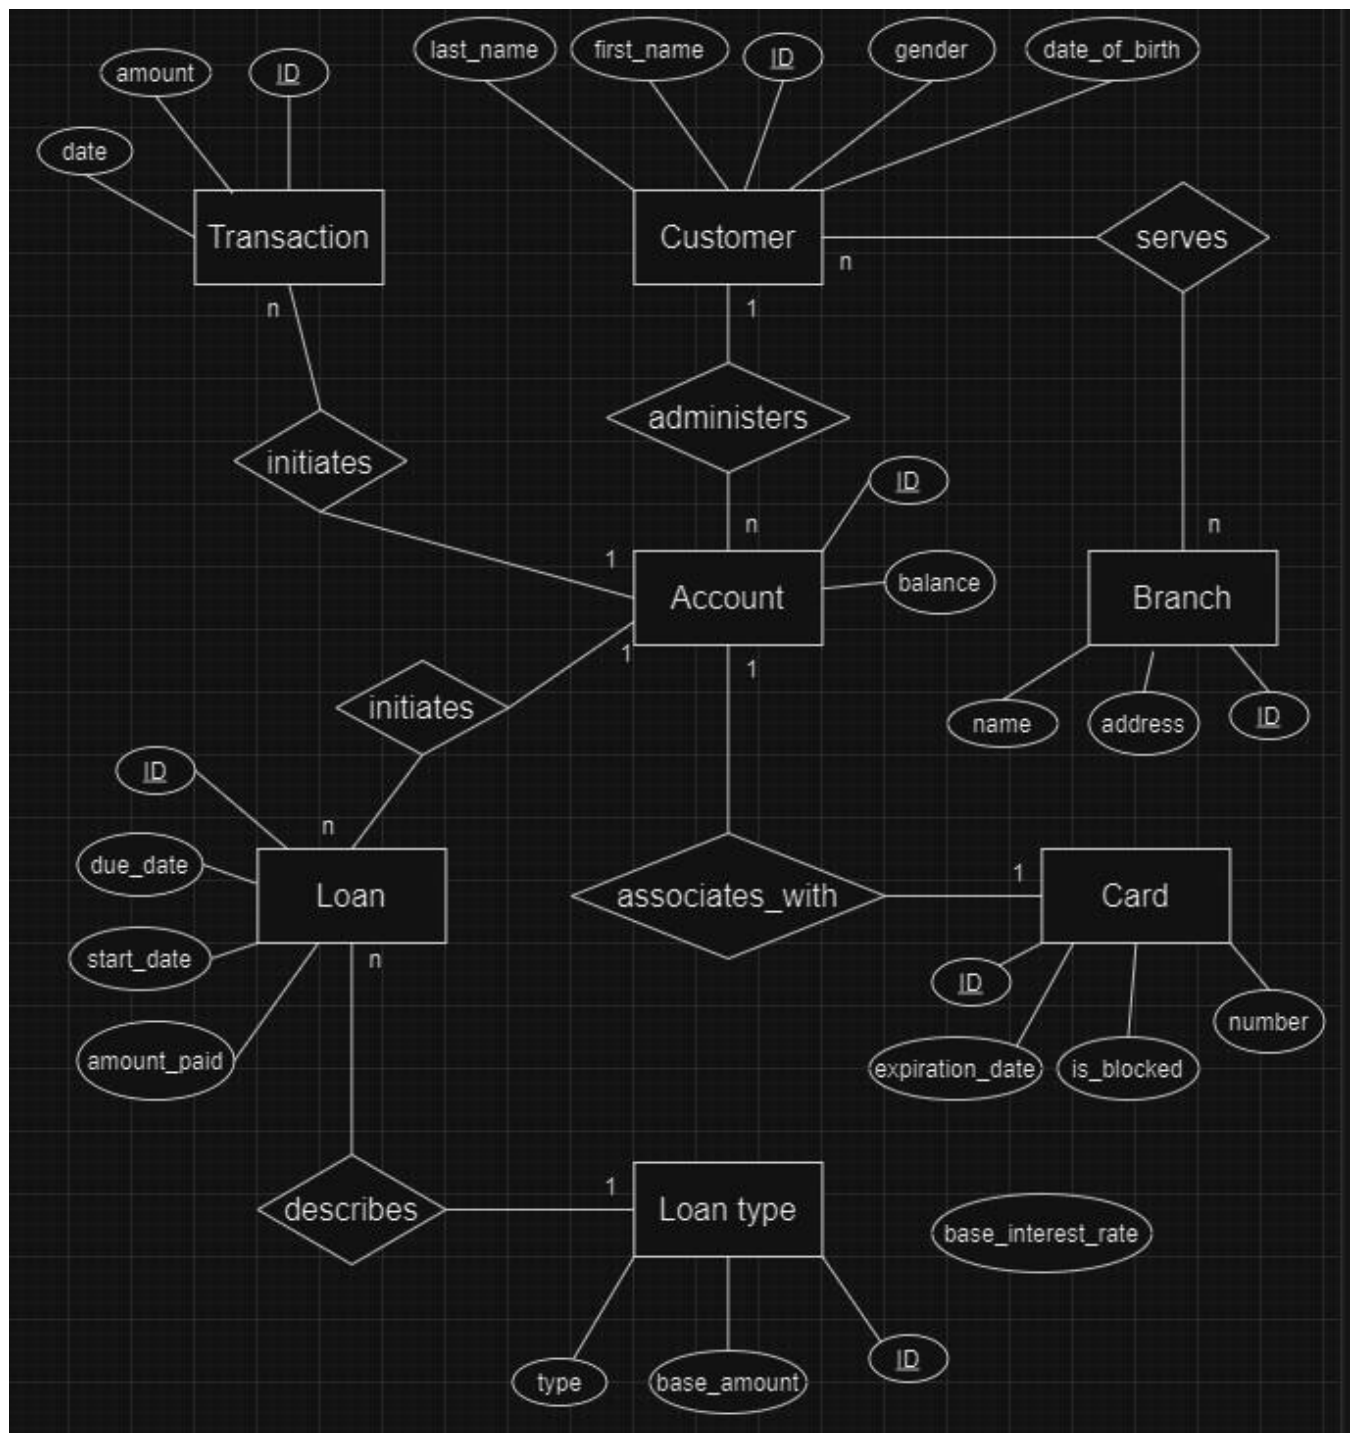 last_name
first_name
ID
gender
date_of_birth
amount
ID
date
Transaction
Customer
serves
n
n
1
administers
initiates
ID
n
n
1
Account
balance
Branch
1
1
initiates
name
address
ID
ID
n
due_date
Loan
associates_with
1
Card
start_date
n
ID
number
amount_paid
expiration_date
is_blocked
describes
1
Loan type
base_interest_rate
type
base_amount
ID